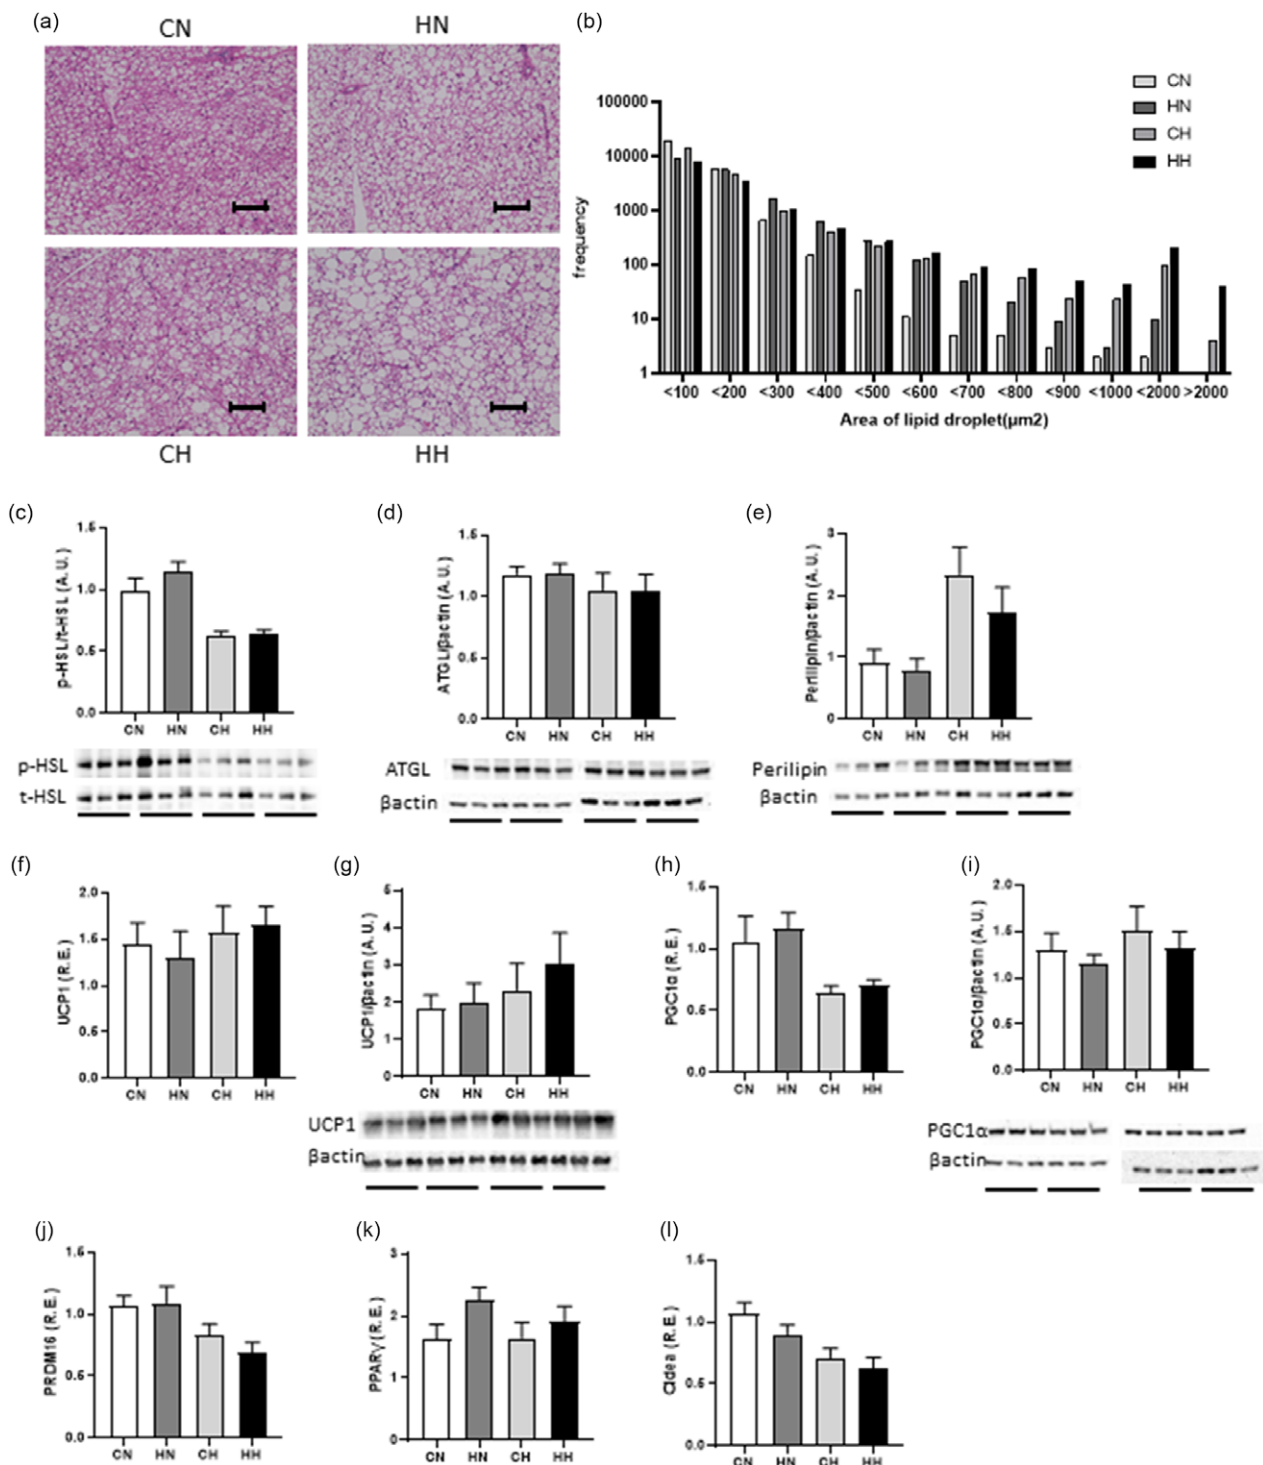 (a)
CN
HN
CH
HH
(b)
CN
HN
CH
HH
100000
10000
1000
100
10
1
frequency
<100 <200 <300 <400 <500 <600 <700 <800 <900 <1000 <2000 >2000
Area of lipid droplet(µm2)
(c)
p-HSL/t-HSL (A.U.)
1.5
1.0
0.5
0.0
CN HN CH HH
p-HSL
t-HSL
(d)
ATGL/βactin (A.U.)
1.5
1.0
0.5
0.0
CN HN CH HH
ATGL
βactin
(e)
Perilipin/βactin (A.U.)
3
2
1
0
CN HN CH HH
Perilipin
βactin
(f)
UCP1 (R.E.)
2.0
1.5
1.0
0.5
0.0
CN HN CH HH
(g)
UCP1/βactin (A.U.)
5
4
3
2
1
0
CN HN CH HH
UCP1
βactin
(h)
PGC1α (R.E.)
1.5
1.0
0.5
0.0
CN HN CH HH
(i)
PGC1α/βactin (A.U.)
2.0
1.5
1.0
0.5
0.0
CN HN CH HH
PGC1α
βactin
(j)
PRDM16 (R.E.)
1.5
1.0
0.5
0.0
CN HN CH HH
(k)
PPARγ (R.E.)
3
2
1
0
CN HN CH HH
(l)
Cidea (R.E.)
1.5
1.0
0.5
0.0
CN HN CH HH